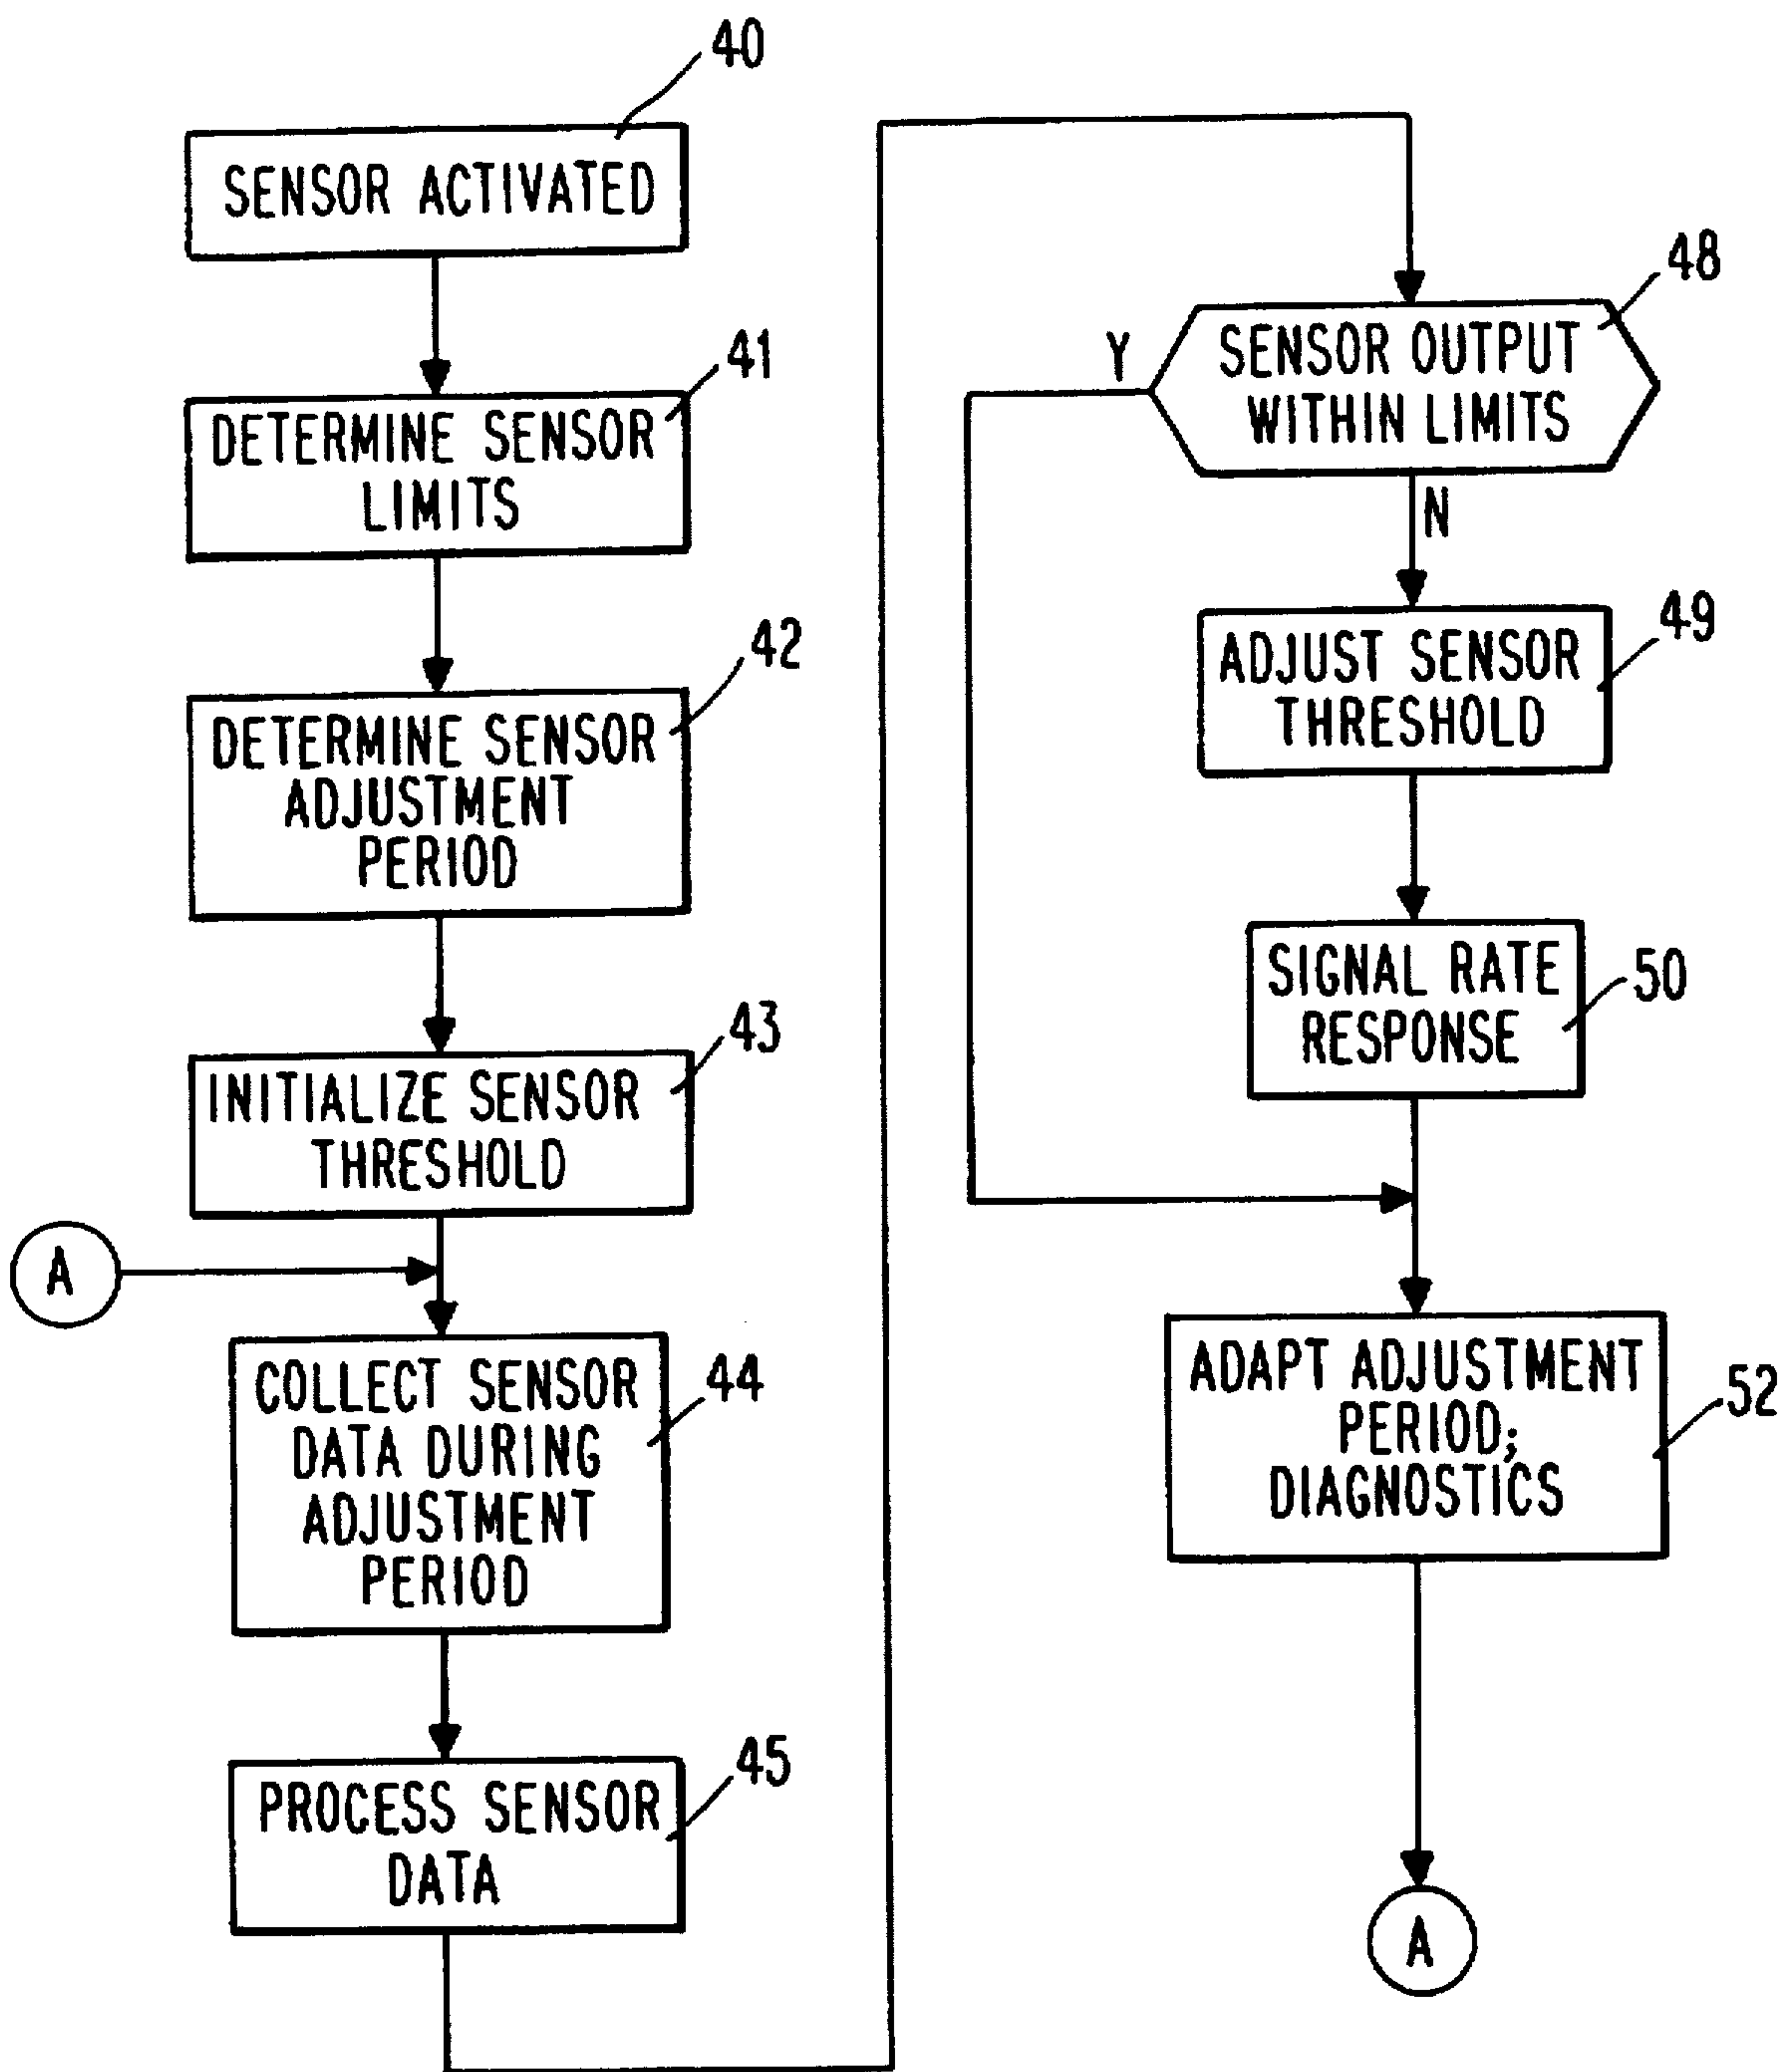 40
SENSOR ACTIVATED
41
DETERMINE SENSOR
LIMITS
42
DETERMINE SENSOR
ADJUSTMENT
PERIOD
43
INITIALIZE SENSOR
THRESHOLD
A
44
COLLECT SENSOR
DATA DURING
ADJUSTMENT
PERIOD
45
PROCESS SENSOR
DATA
48
Y
SENSOR OUTPUT
WITHIN LIMITS
N
49
ADJUST SENSOR
THRESHOLD
50
SIGNAL RATE
RESPONSE
52
ADAPT ADJUSTMENT
PERIOD;
DIAGNOSTICS
A